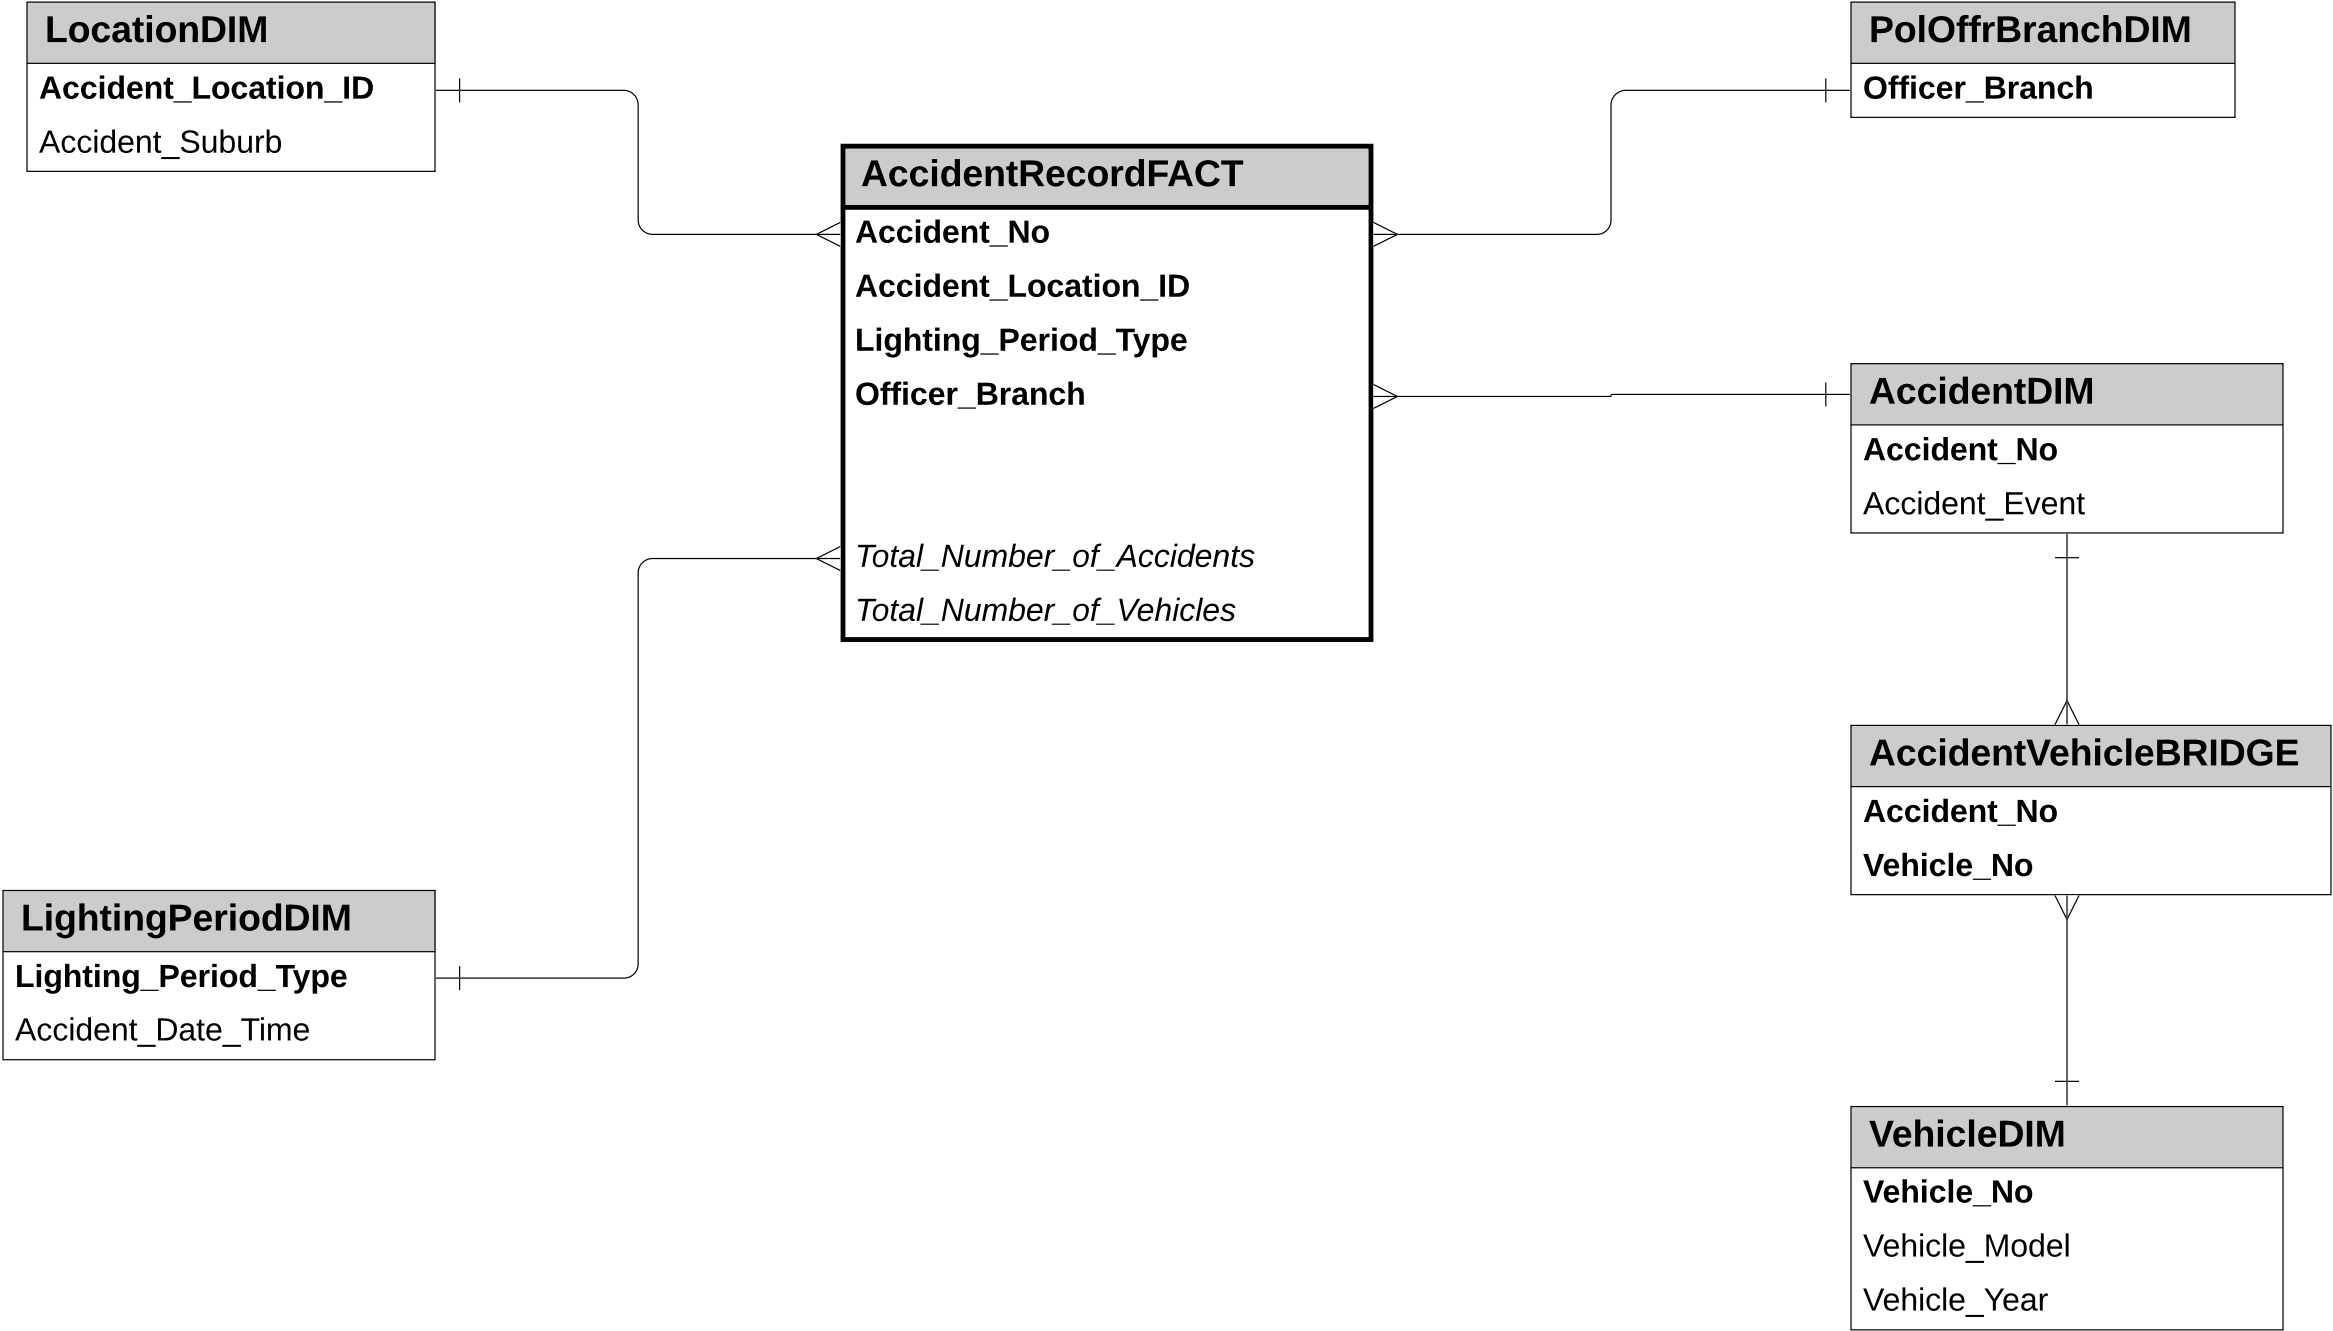 LocationDIM
Accident_Location_ID
Accident_Suburb
PolOffrBranchDIM
Officer_Branch
AccidentRecordFACT
Accident_No
Accident_Location_ID
Lighting_Period_Type
Officer_Branch
Total_Number_of_Accidents
Total_Number_of_Vehicles
AccidentDIM
Accident_No
Accident_Event
AccidentVehicleBRIDGE
Accident_No
Vehicle_No
LightingPeriodDIM
Lighting_Period_Type
Accident_Date_Time
VehicleDIM
Vehicle_No
Vehicle_Model
Vehicle_Year